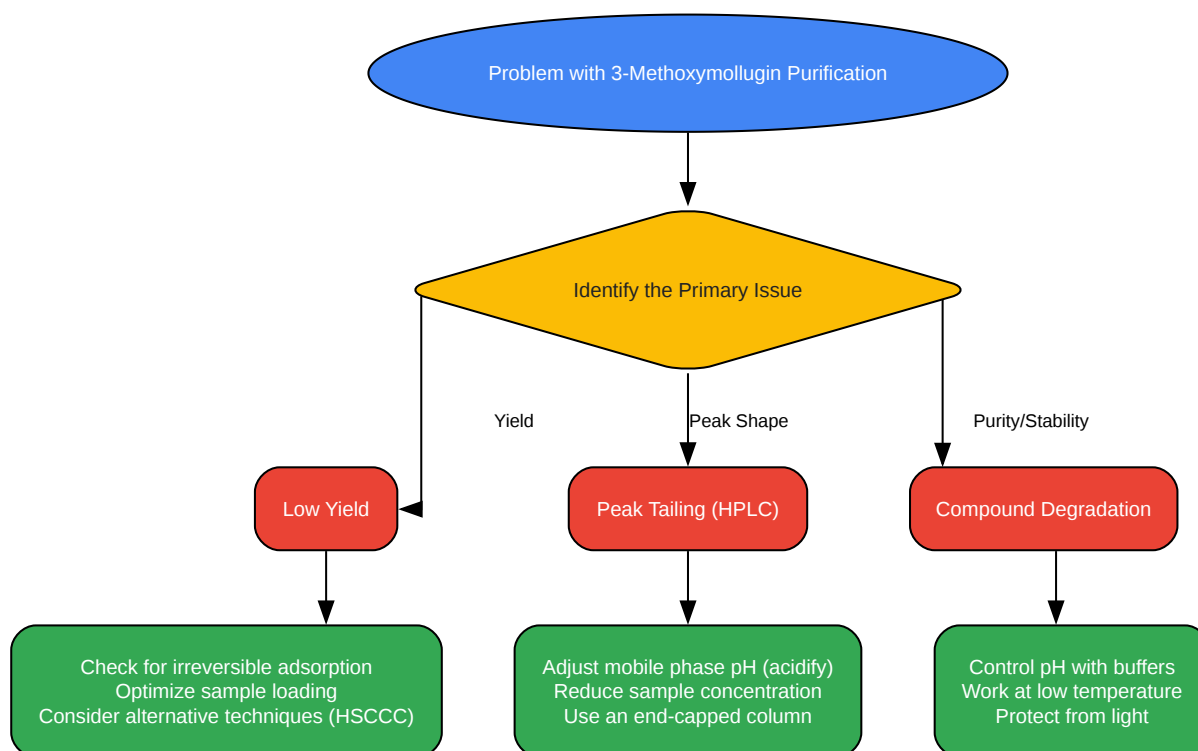 Problem with 3-Methoxymollugin Purification
Identify the Primary Issue
Yield
Peak Shape
Purity/Stability
Low Yield
Peak Tailing (HPLC)
Compound Degradation
Check for irreversible adsorption
Optimize sample loading
Consider alternative techniques (HSCCC)
Adjust mobile phase pH (acidify)
Reduce sample concentration
Use an end-capped column
Control pH with buffers
Work at low temperature
Protect from light